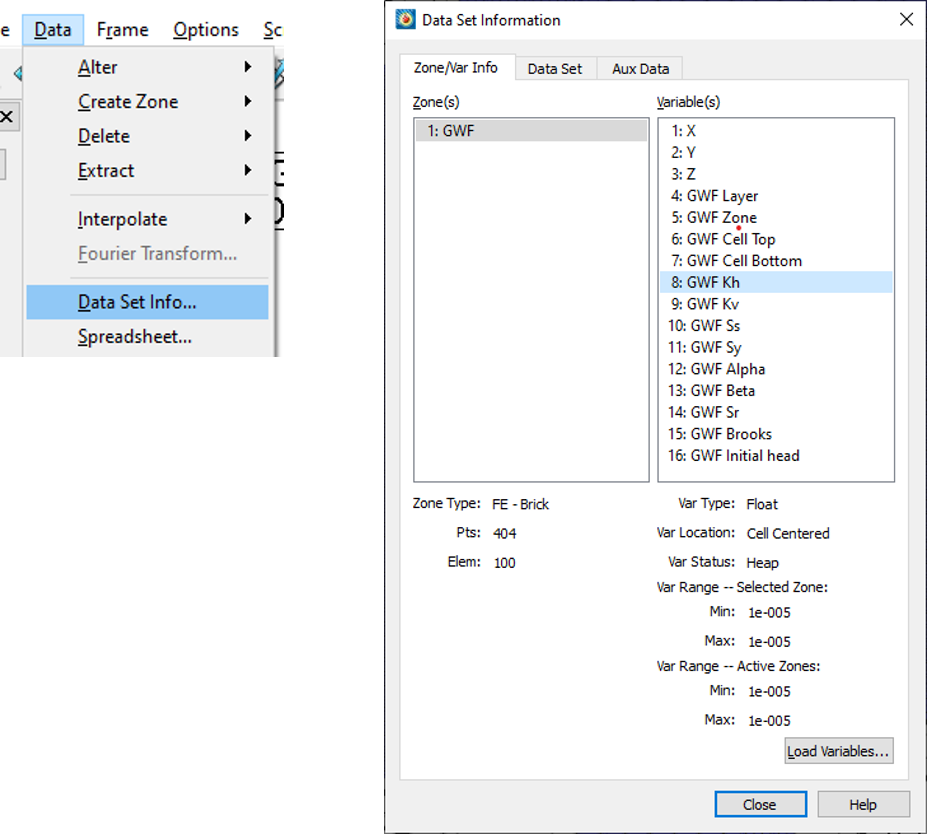 e Data Frame Options Sc
Alter
Create Zone
Delete
Extract
Interpolate
Fourier Transform...
Data Set Info...
Spreadsheet...
Data Set Information
Zone/Var Info Data Set Aux Data
Zone(s) Variable(s)
1: GWF
1: X
2: Y
3: Z
4: GWF Layer
5: GWF Zone
6: GWF Cell Top
7: GWF Cell Bottom
8: GWF Kh
9: GWF Kv
10: GWF Ss
11: GWF Sy
12: GWF Alpha
13: GWF Beta
14: GWF Sr
15: GWF Brooks
16: GWF Initial head
Zone Type: FE - Brick
Pts: 404
Elem: 100
Var Type: Float
Var Location: Cell Centered
Var Status: Heap
Var Range -- Selected Zone:
Min: 1e-005
Max: 1e-005
Var Range -- Active Zones:
Min: 1e-005
Max: 1e-005
Load Variables...
Close Help